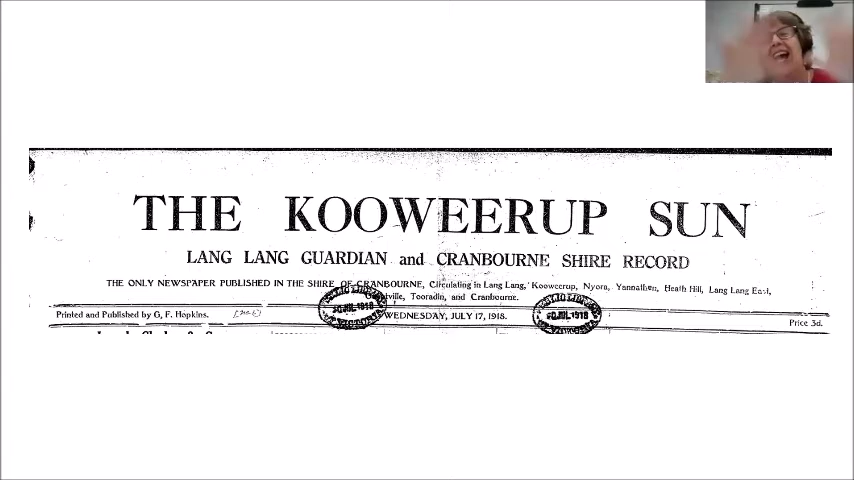 THE KOOWEERUP SUN
LANG LANG GUARDIAN and CRANBOURNE SHIRE RECORD
THE ONLY NEWSPAPER PUBLISHED IN THE SHIRE OF CRANBOURNE, Circulating in Lang Lang, Kooweerup, Nyora, Yannathan, Heath Hill, Lang Lang East,
Tooradin, and Cranbourne.
Printed and Published by G. F. Hopkins.
WEDNESDAY, JULY 17, 1918.
Price 3d.